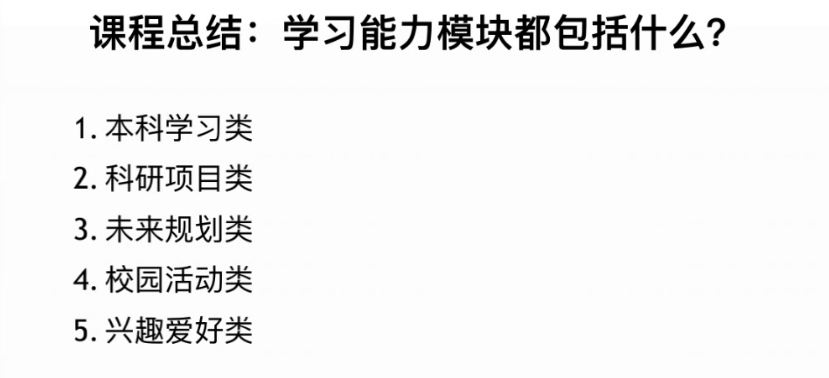 课程总结：学习能力模块都包括什么？
1. 本科学习类
2. 科研项目类
3. 未来规划类
4. 校园活动类
5. 兴趣爱好类